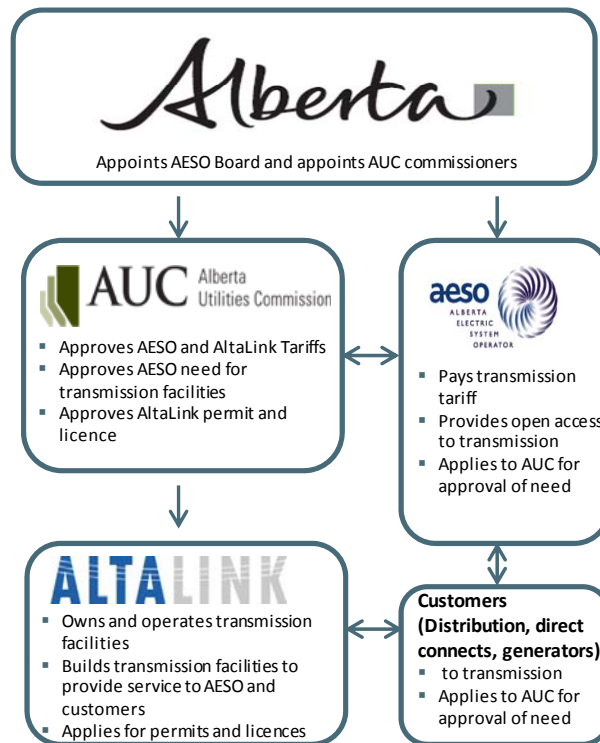 Alberta
Appoints AESO Board and appoints AUC commissioners
AUC Alberta
Utilities Commission
▪ Approves AESO and AltaLink Tariffs
▪ Approves AESO need for
transmission facilities
▪ Approves AltaLink permit and
licence
aeso
ALBERTA
ELECTRIC
SYSTEM
OPERATOR
▪ Pays transmission
tariff
▪ Provides open access
to transmission
▪ Applies to AUC for
approval of need
ALTALINK
▪ Owns and operates transmission
facilities
▪ Builds transmission facilities to
provide service to AESO and
customers
▪ Applies for permits and licences
Customers
(Distribution, direct
connects, generators)
▪ to transmission
▪ Applies to AUC for
approval of need